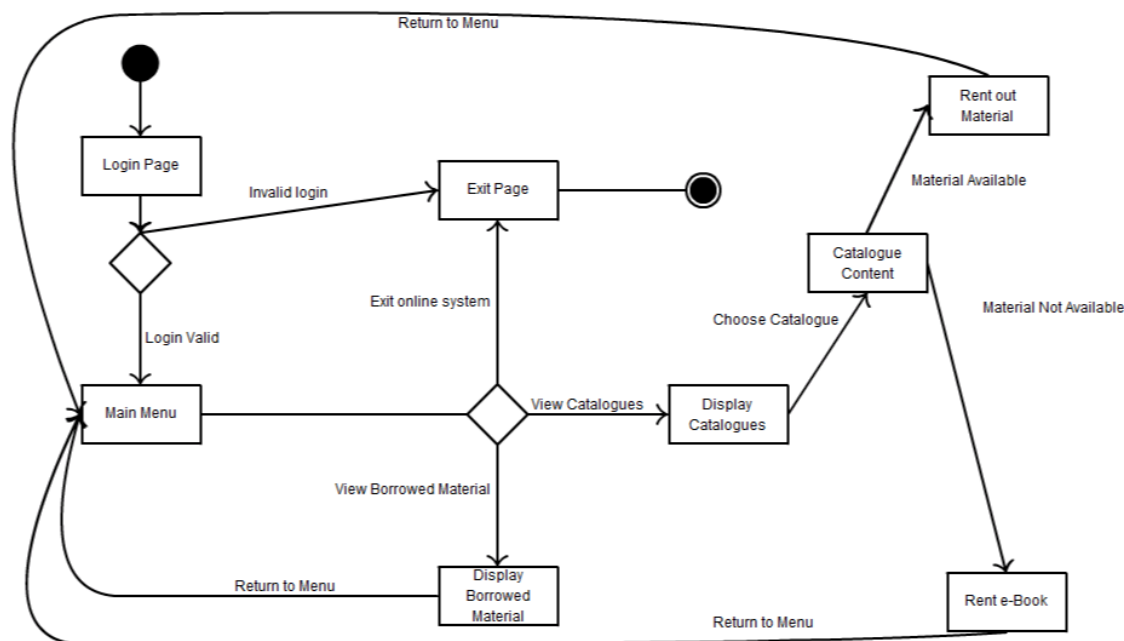 Return to Menu
Rent out
Material
Login Page
Invalid login
Exit Page
Material Available
Catalogue
Content
Exit online system
Material Not Available
Choose Catalogue
Login Valid
Main Menu
View Catalogues
Display
Catalogues
View Borrowed Material
Display
Borrowed
Material
Return to Menu
Rent e-Book
Return to Menu